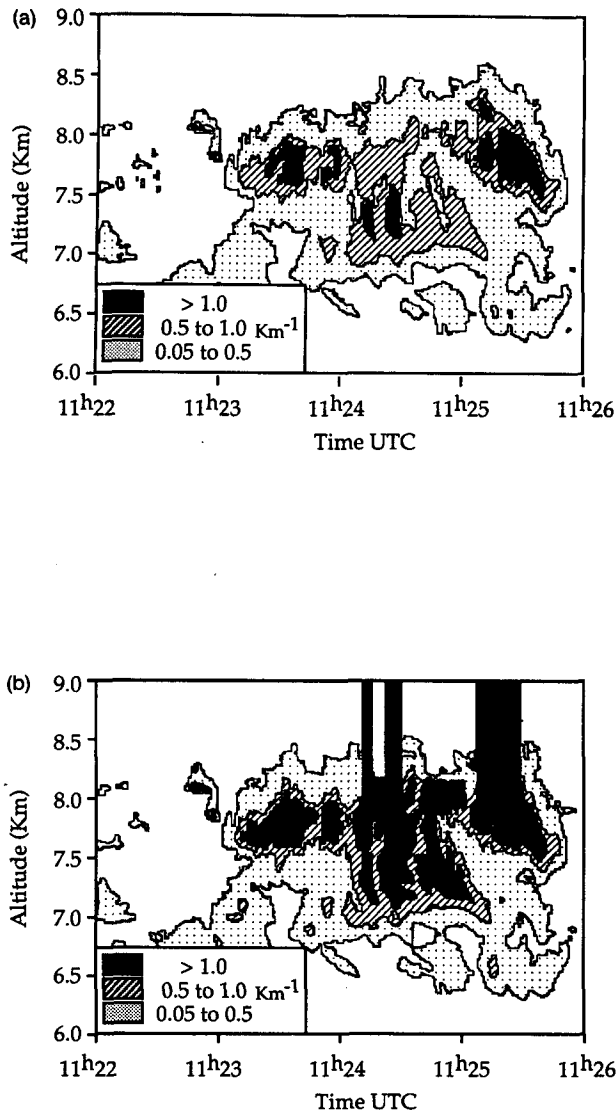 (a)
9.0
8.5
8.0
7.5
7.0
6.5
6.0
Altitude (Km)
> 1.0
0.5 to 1.0 Km⁻¹
0.05 to 0.5
11h22 11h23 11h24 11h25 11h26
Time UTC
(b)
9.0
8.5
8.0
7.5
7.0
6.5
6.0
Altitude (Km)
> 1.0
0.5 to 1.0 Km⁻¹
0.05 to 0.5
11h22 11h23 11h24 11h25 11h26
Time UTC